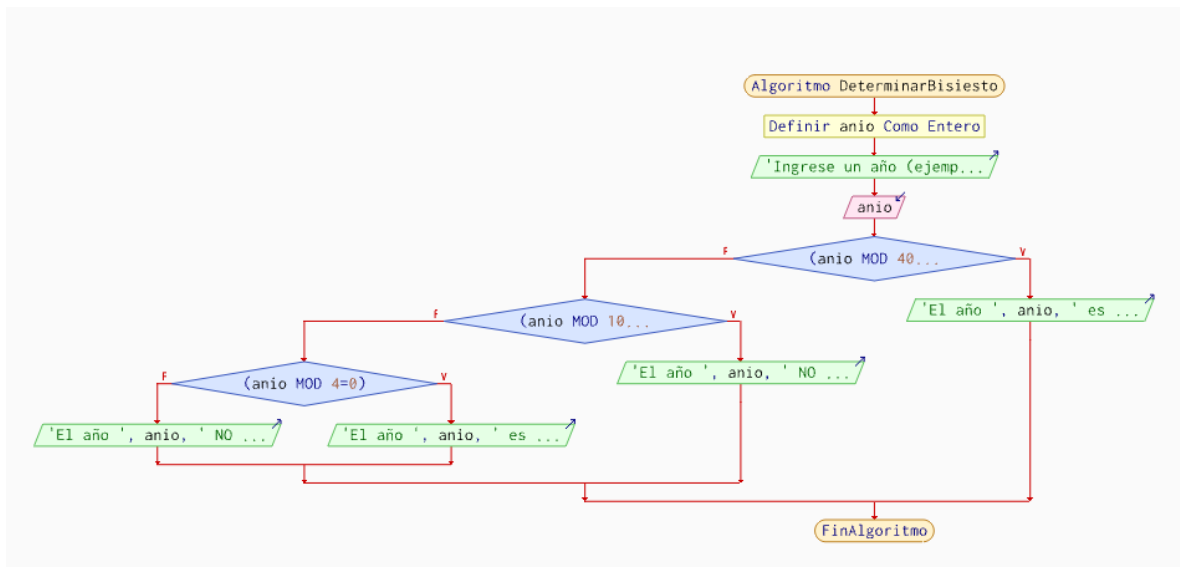 Algoritmo DeterminarBisiesto
Definir anio Como Entero
'Ingrese un año (ejemp...
anio
F
(anio MOD 40...
V
'El año ', anio, ' es ...
F
(anio MOD 10...
V
'El año ', anio, ' NO ...
F
(anio MOD 4=0)
V
'El año ', anio, ' NO ...
'El año ', anio, ' es ...
FinAlgoritmo